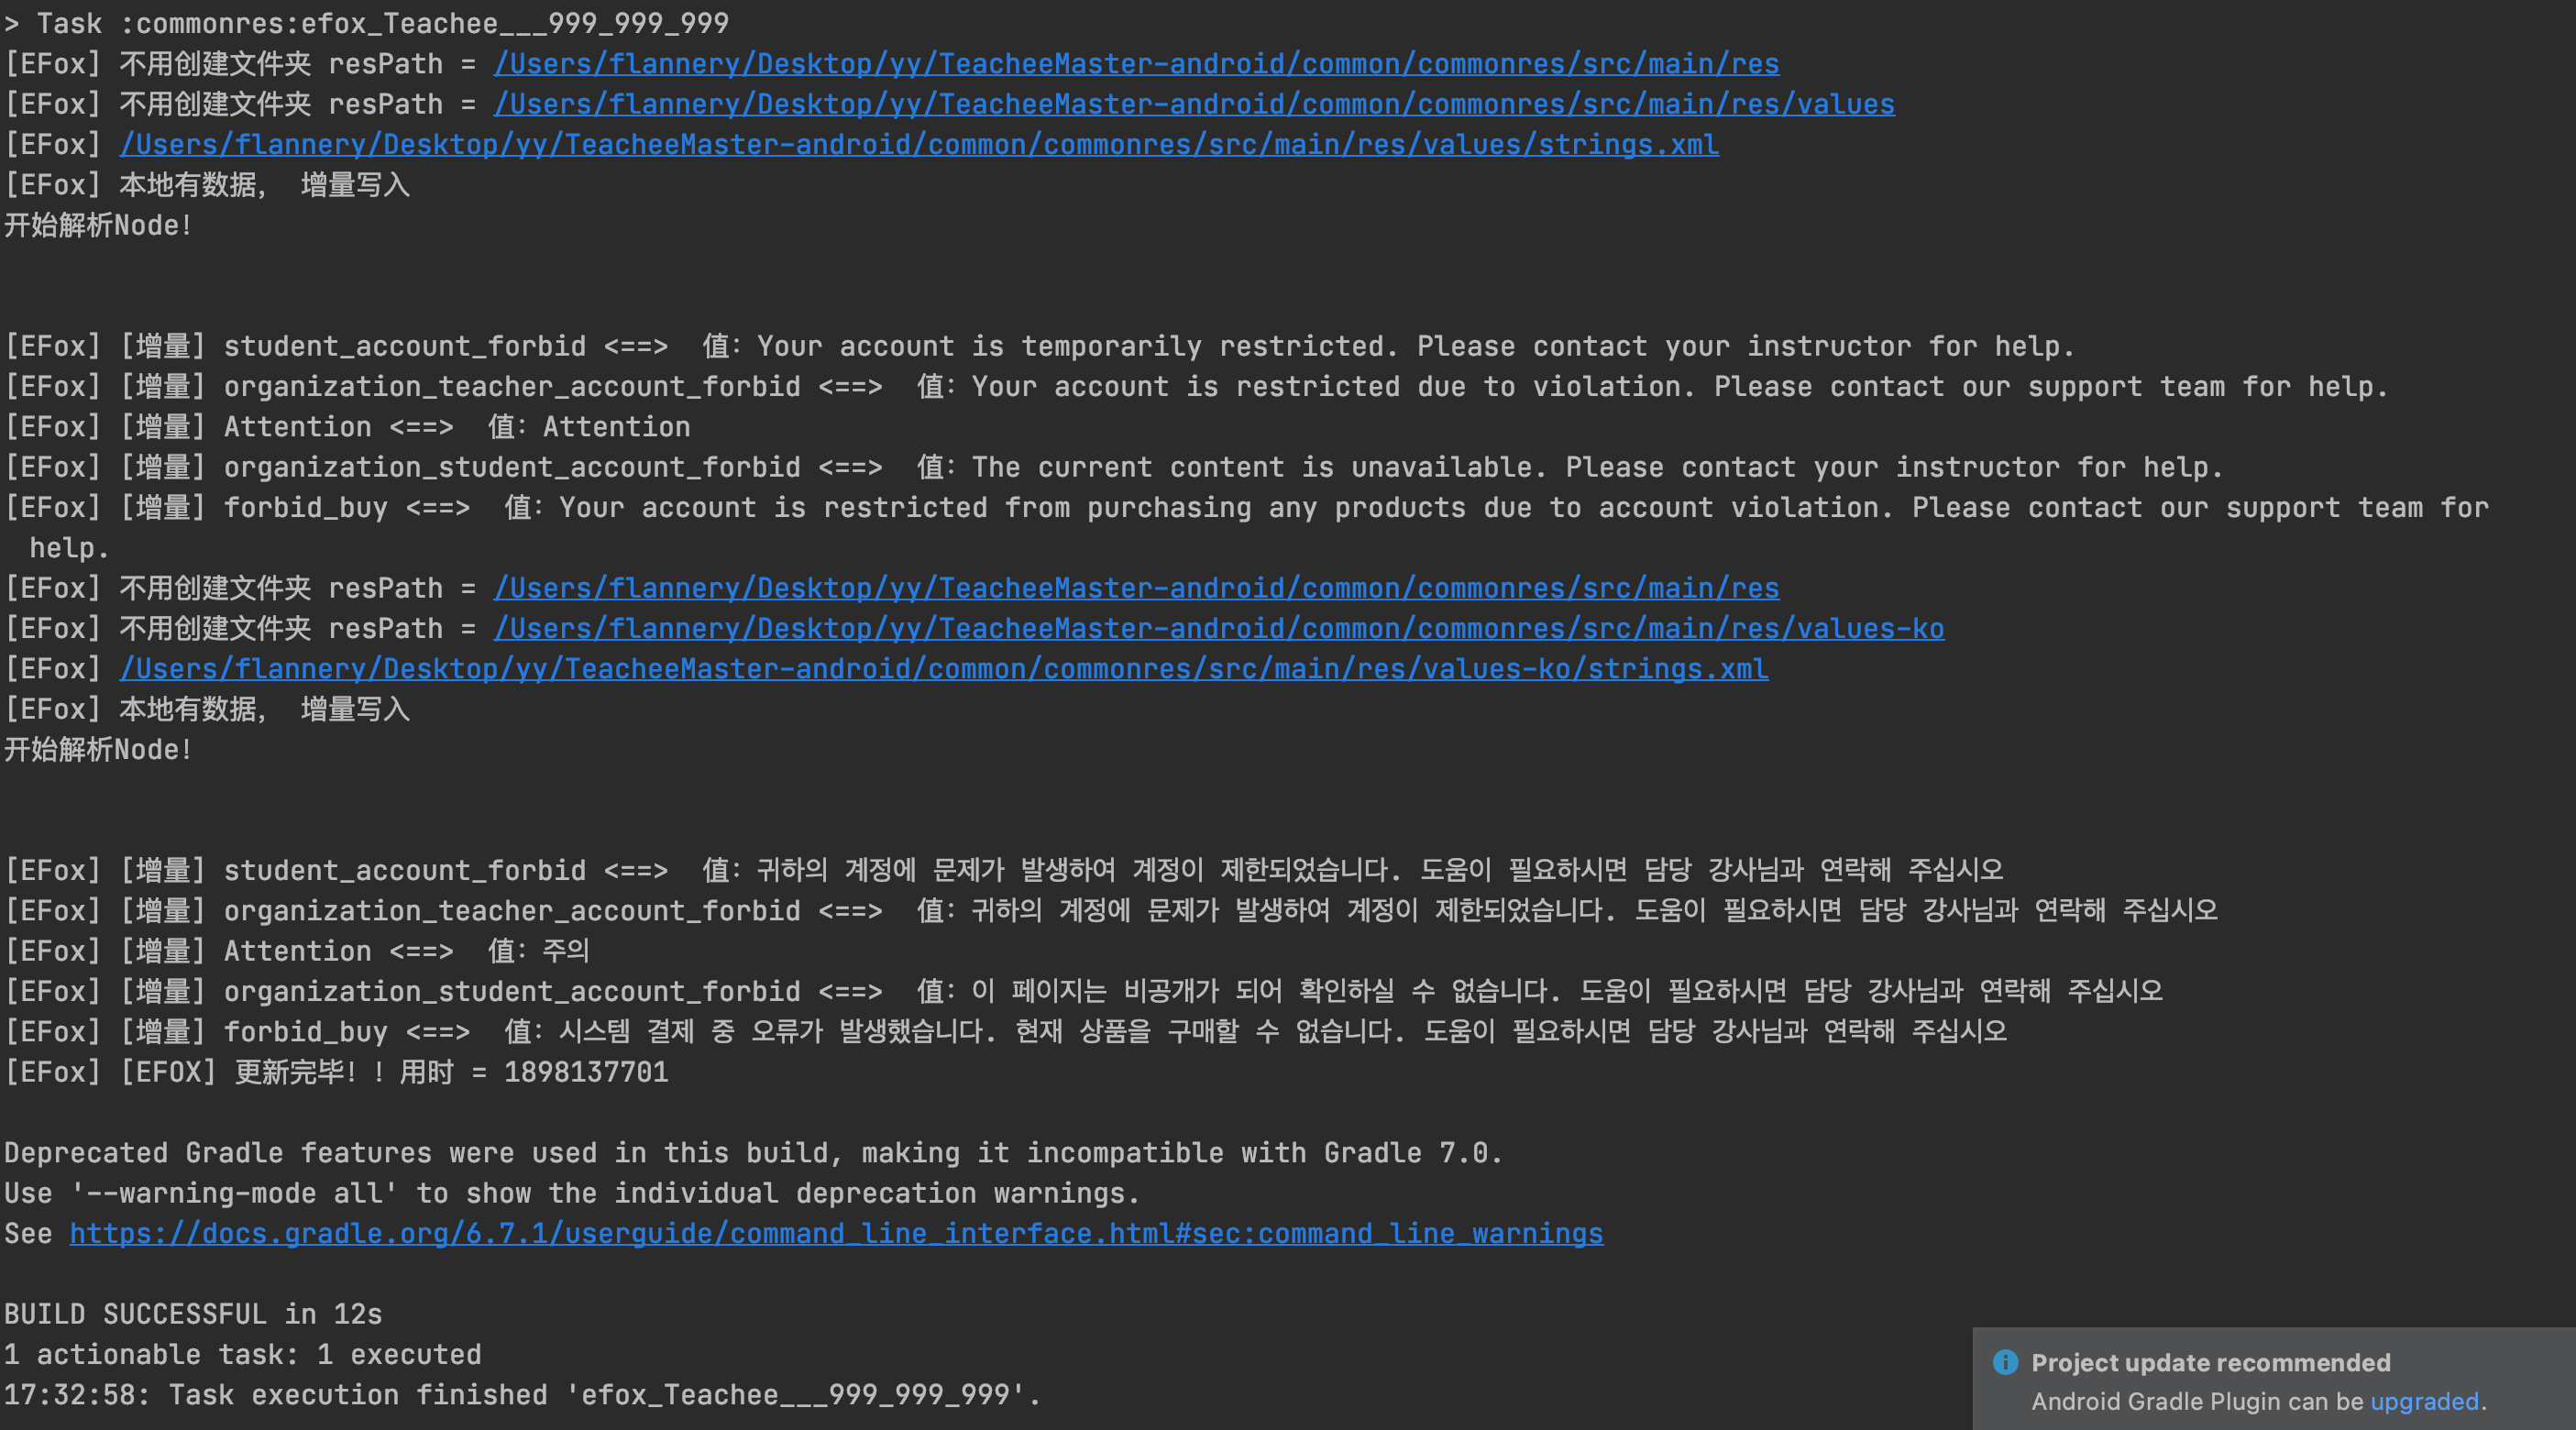 > Task :commonres:efox_Teachee___999_999_999
[EFox] 不用创建文件夹 resPath = /Users/flannery/Desktop/yy/TeacheeMaster-android/common/commonres/src/main/res
[EFox] 不用创建文件夹 resPath = /Users/flannery/Desktop/yy/TeacheeMaster-android/common/commonres/src/main/res/values
[EFox] /Users/flannery/Desktop/yy/TeacheeMaster-android/common/commonres/src/main/res/values/strings.xml
[EFox] 本地有数据, 增量写入
开始解析Node!
[EFox] [增量] student_account_forbid <==>  值: Your account is temporarily restricted. Please contact your instructor for help.
[EFox] [增量] organization_teacher_account_forbid <==>  值: Your account is restricted due to violation. Please contact our support team for help.
[EFox] [增量] Attention <==>  值: Attention
[EFox] [增量] organization_student_account_forbid <==>  值: The current content is unavailable. Please contact your instructor for help.
[EFox] [增量] forbid_buy <==>  值: Your account is restricted from purchasing any products due to account violation. Please contact our support team for
help.
[EFox] 不用创建文件夹 resPath = /Users/flannery/Desktop/yy/TeacheeMaster-android/common/commonres/src/main/res
[EFox] 不用创建文件夹 resPath = /Users/flannery/Desktop/yy/TeacheeMaster-android/common/commonres/src/main/res/values-ko
[EFox] /Users/flannery/Desktop/yy/TeacheeMaster-android/common/commonres/src/main/res/values-ko/strings.xml
[EFox] 本地有数据, 增量写入
开始解析Node!
[EFox] [增量] student_account_forbid <==>  值: 귀하의 계정에 문제가 발생하여 계정이 제한되었습니다. 도움이 필요하시면 담당 강사님과 연락해 주십시오
[EFox] [增量] organization_teacher_account_forbid <==>  值: 귀하의 계정에 문제가 발생하여 계정이 제한되었습니다. 도움이 필요하시면 담당 강사님과 연락해 주십시오
[EFox] [增量] Attention <==>  值: 주의
[EFox] [增量] organization_student_account_forbid <==>  值: 이 페이지는 비공개가 되어 확인하실 수 없습니다. 도움이 필요하시면 담당 강사님과 연락해 주십시오
[EFox] [增量] forbid_buy <==>  值: 시스템 결제 중 오류가 발생했습니다. 현재 상품을 구매할 수 없습니다. 도움이 필요하시면 담당 강사님과 연락해 주십시오
[EFox] [EFOX] 更新完毕!! 用时 = 1898137701
Deprecated Gradle features were used in this build, making it incompatible with Gradle 7.0.
Use '--warning-mode all' to show the individual deprecation warnings.
See https://docs.gradle.org/6.7.1/userguide/command_line_interface.html#sec:command_line_warnings
BUILD SUCCESSFUL in 12s
1 actionable task: 1 executed
17:32:58: Task execution finished 'efox_Teachee___999_999_999'.
Project update recommended
Android Gradle Plugin can be upgraded.